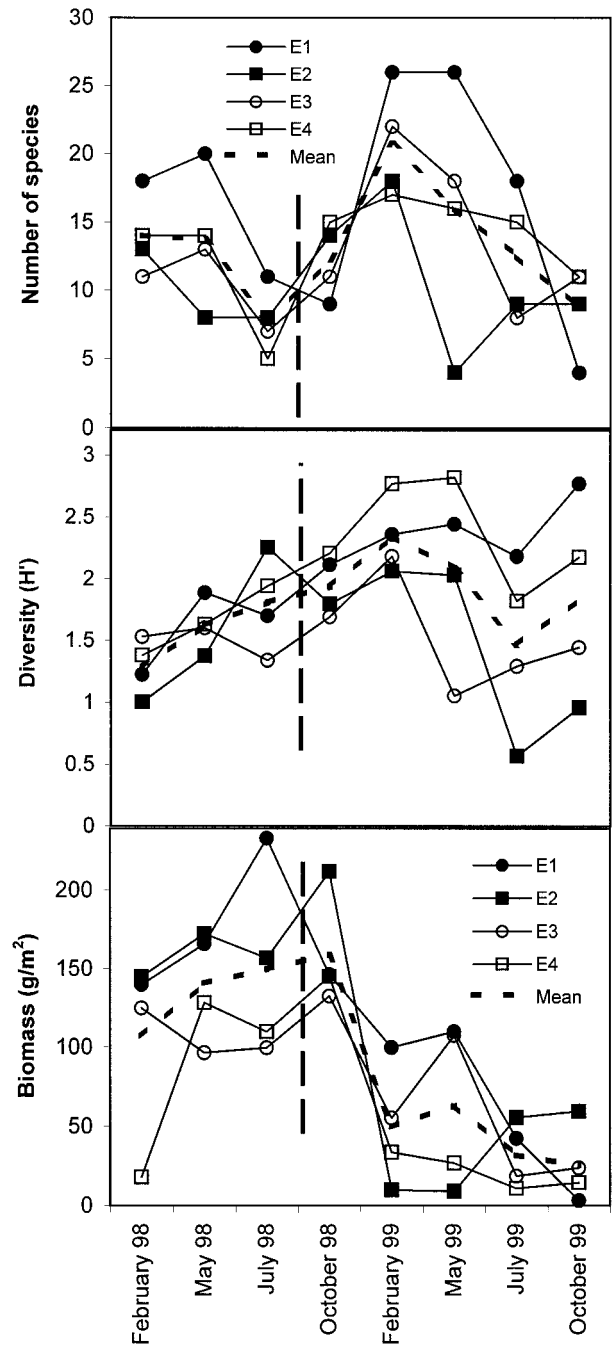 30
25
20
15
10
5
0
Number of species
E1
E2
E3
E4
Mean
3
2.5
2
1.5
1
0.5
0
Diversity (H')
200
150
100
50
0
Biomass (g/m²)
E1
E2
E3
E4
Mean
February 98
May 98
July 98
October 98
February 99
May 99
July 99
October 99